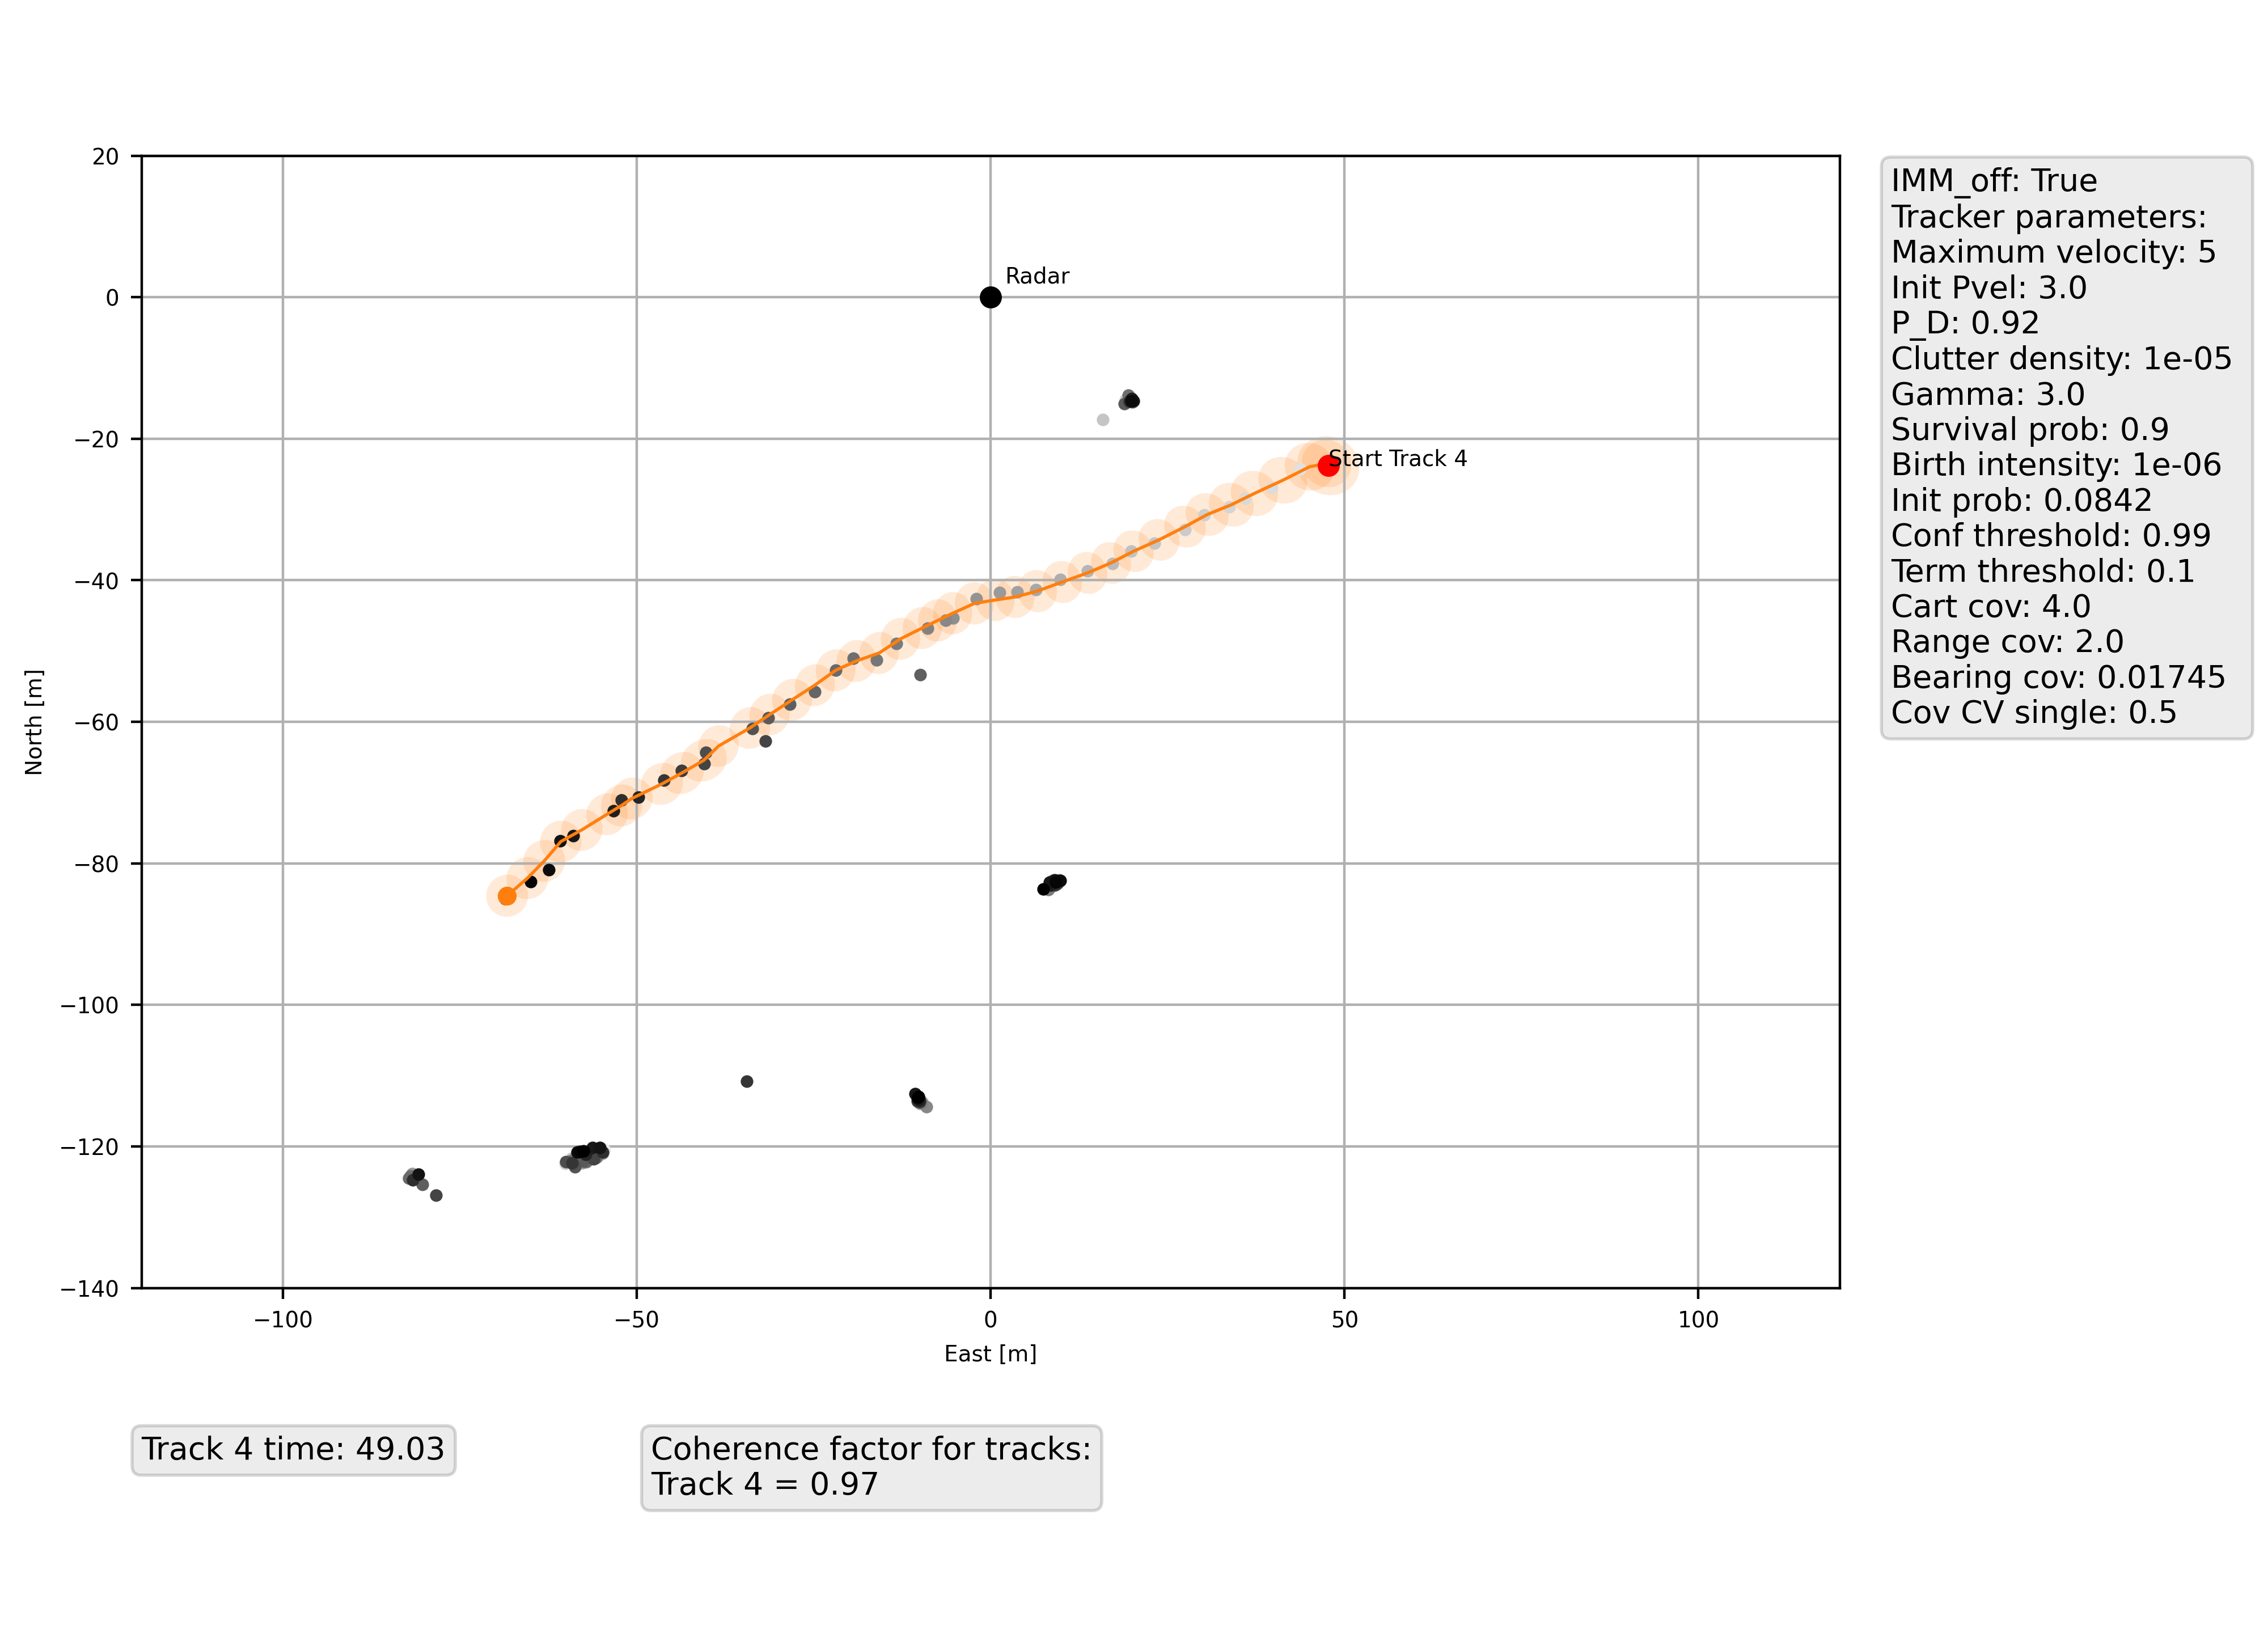 20
0
−20
−40
−60
−80
−100
−120
−140
North [m]
Radar
Start Track 4
−100
−50
0
50
100
East [m]
IMM_off: True
Tracker parameters:
Maximum velocity: 5
Init Pvel: 3.0
P_D: 0.92
Clutter density: 1e-05
Gamma: 3.0
Survival prob: 0.9
Birth intensity: 1e-06
Init prob: 0.0842
Conf threshold: 0.99
Term threshold: 0.1
Cart cov: 4.0
Range cov: 2.0
Bearing cov: 0.01745
Cov CV single: 0.5
Track 4 time: 49.03
Coherence factor for tracks:
Track 4 = 0.97